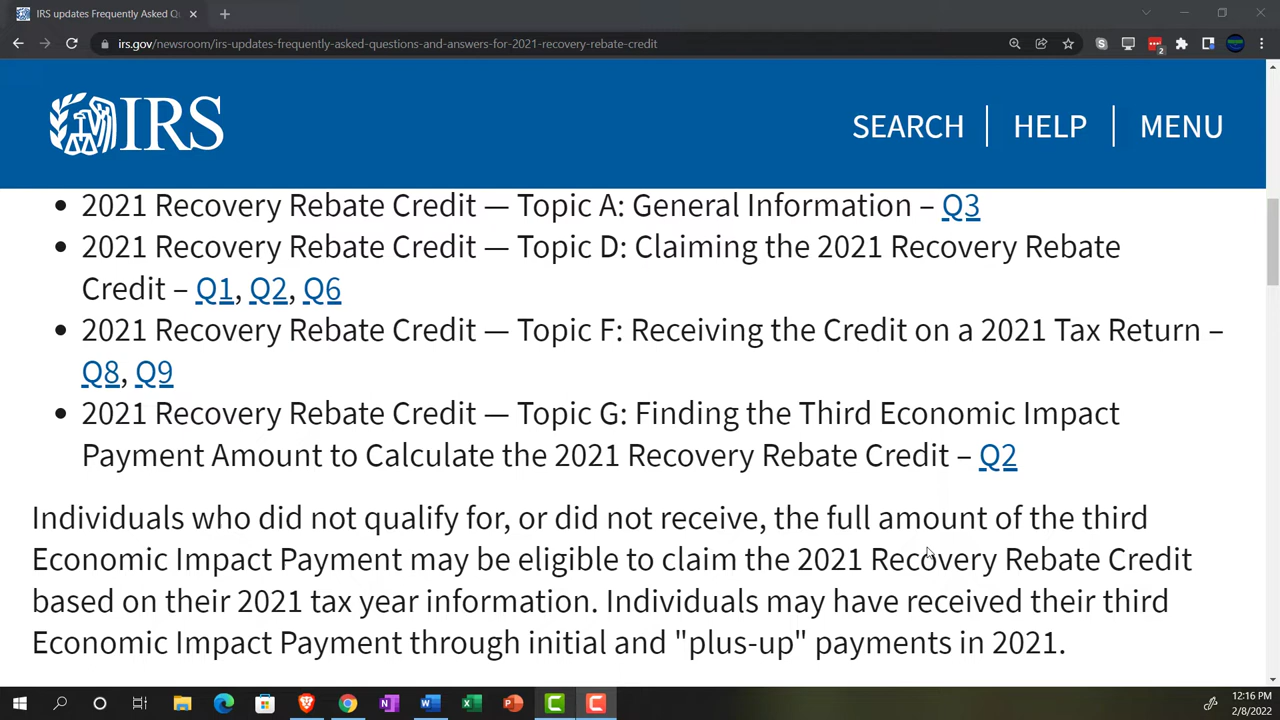 IRS updates Frequently Asked Qu
irs.gov/newsroom/irs-updates-frequently-asked-questions-and-answers-for-2021-recovery-rebate-credit
2
IRS
SEARCH
HELP
MENU
• 2021 Recovery Rebate Credit — Topic A: General Information – Q3
• 2021 Recovery Rebate Credit — Topic D: Claiming the 2021 Recovery Rebate
Credit – Q1, Q2, Q6
• 2021 Recovery Rebate Credit — Topic F: Receiving the Credit on a 2021 Tax Return –
Q8, Q9
• 2021 Recovery Rebate Credit — Topic G: Finding the Third Economic Impact
Payment Amount to Calculate the 2021 Recovery Rebate Credit – Q2
Individuals who did not qualify for, or did not receive, the full amount of the third
Economic Impact Payment may be eligible to claim the 2021 Recovery Rebate Credit
based on their 2021 tax year information. Individuals may have received their third
Economic Impact Payment through initial and "plus-up" payments in 2021.
12:16 PM
2/8/2022